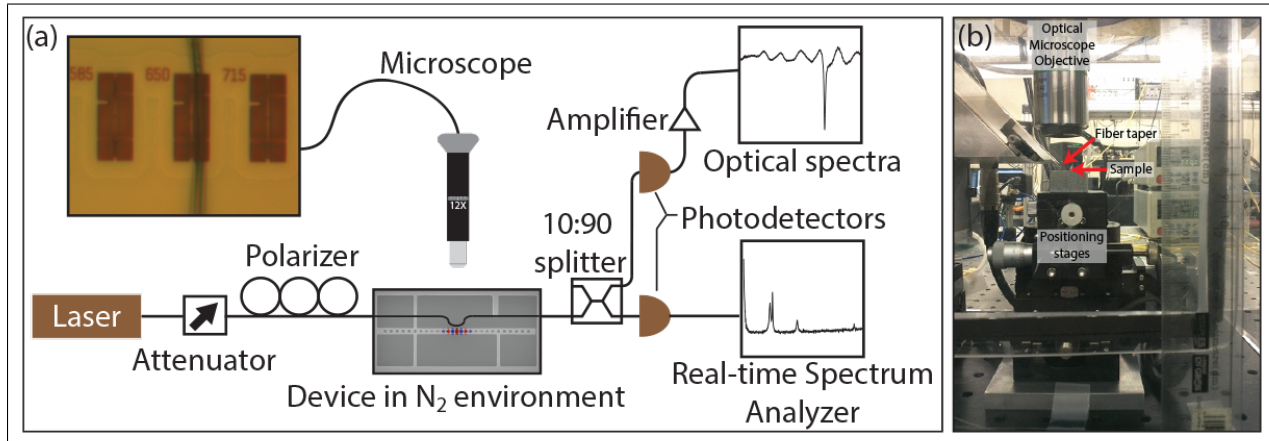 (a)
585
650
715
Microscope
12X
Amplifier
Optical spectra
10:90
splitter
Photodetectors
Polarizer
Laser
Attenuator
Device in N₂ environment
Real-time Spectrum
Analyzer
(b)
Optical
Microscope
Objective
Fiber taper
Sample
Positioning
stages